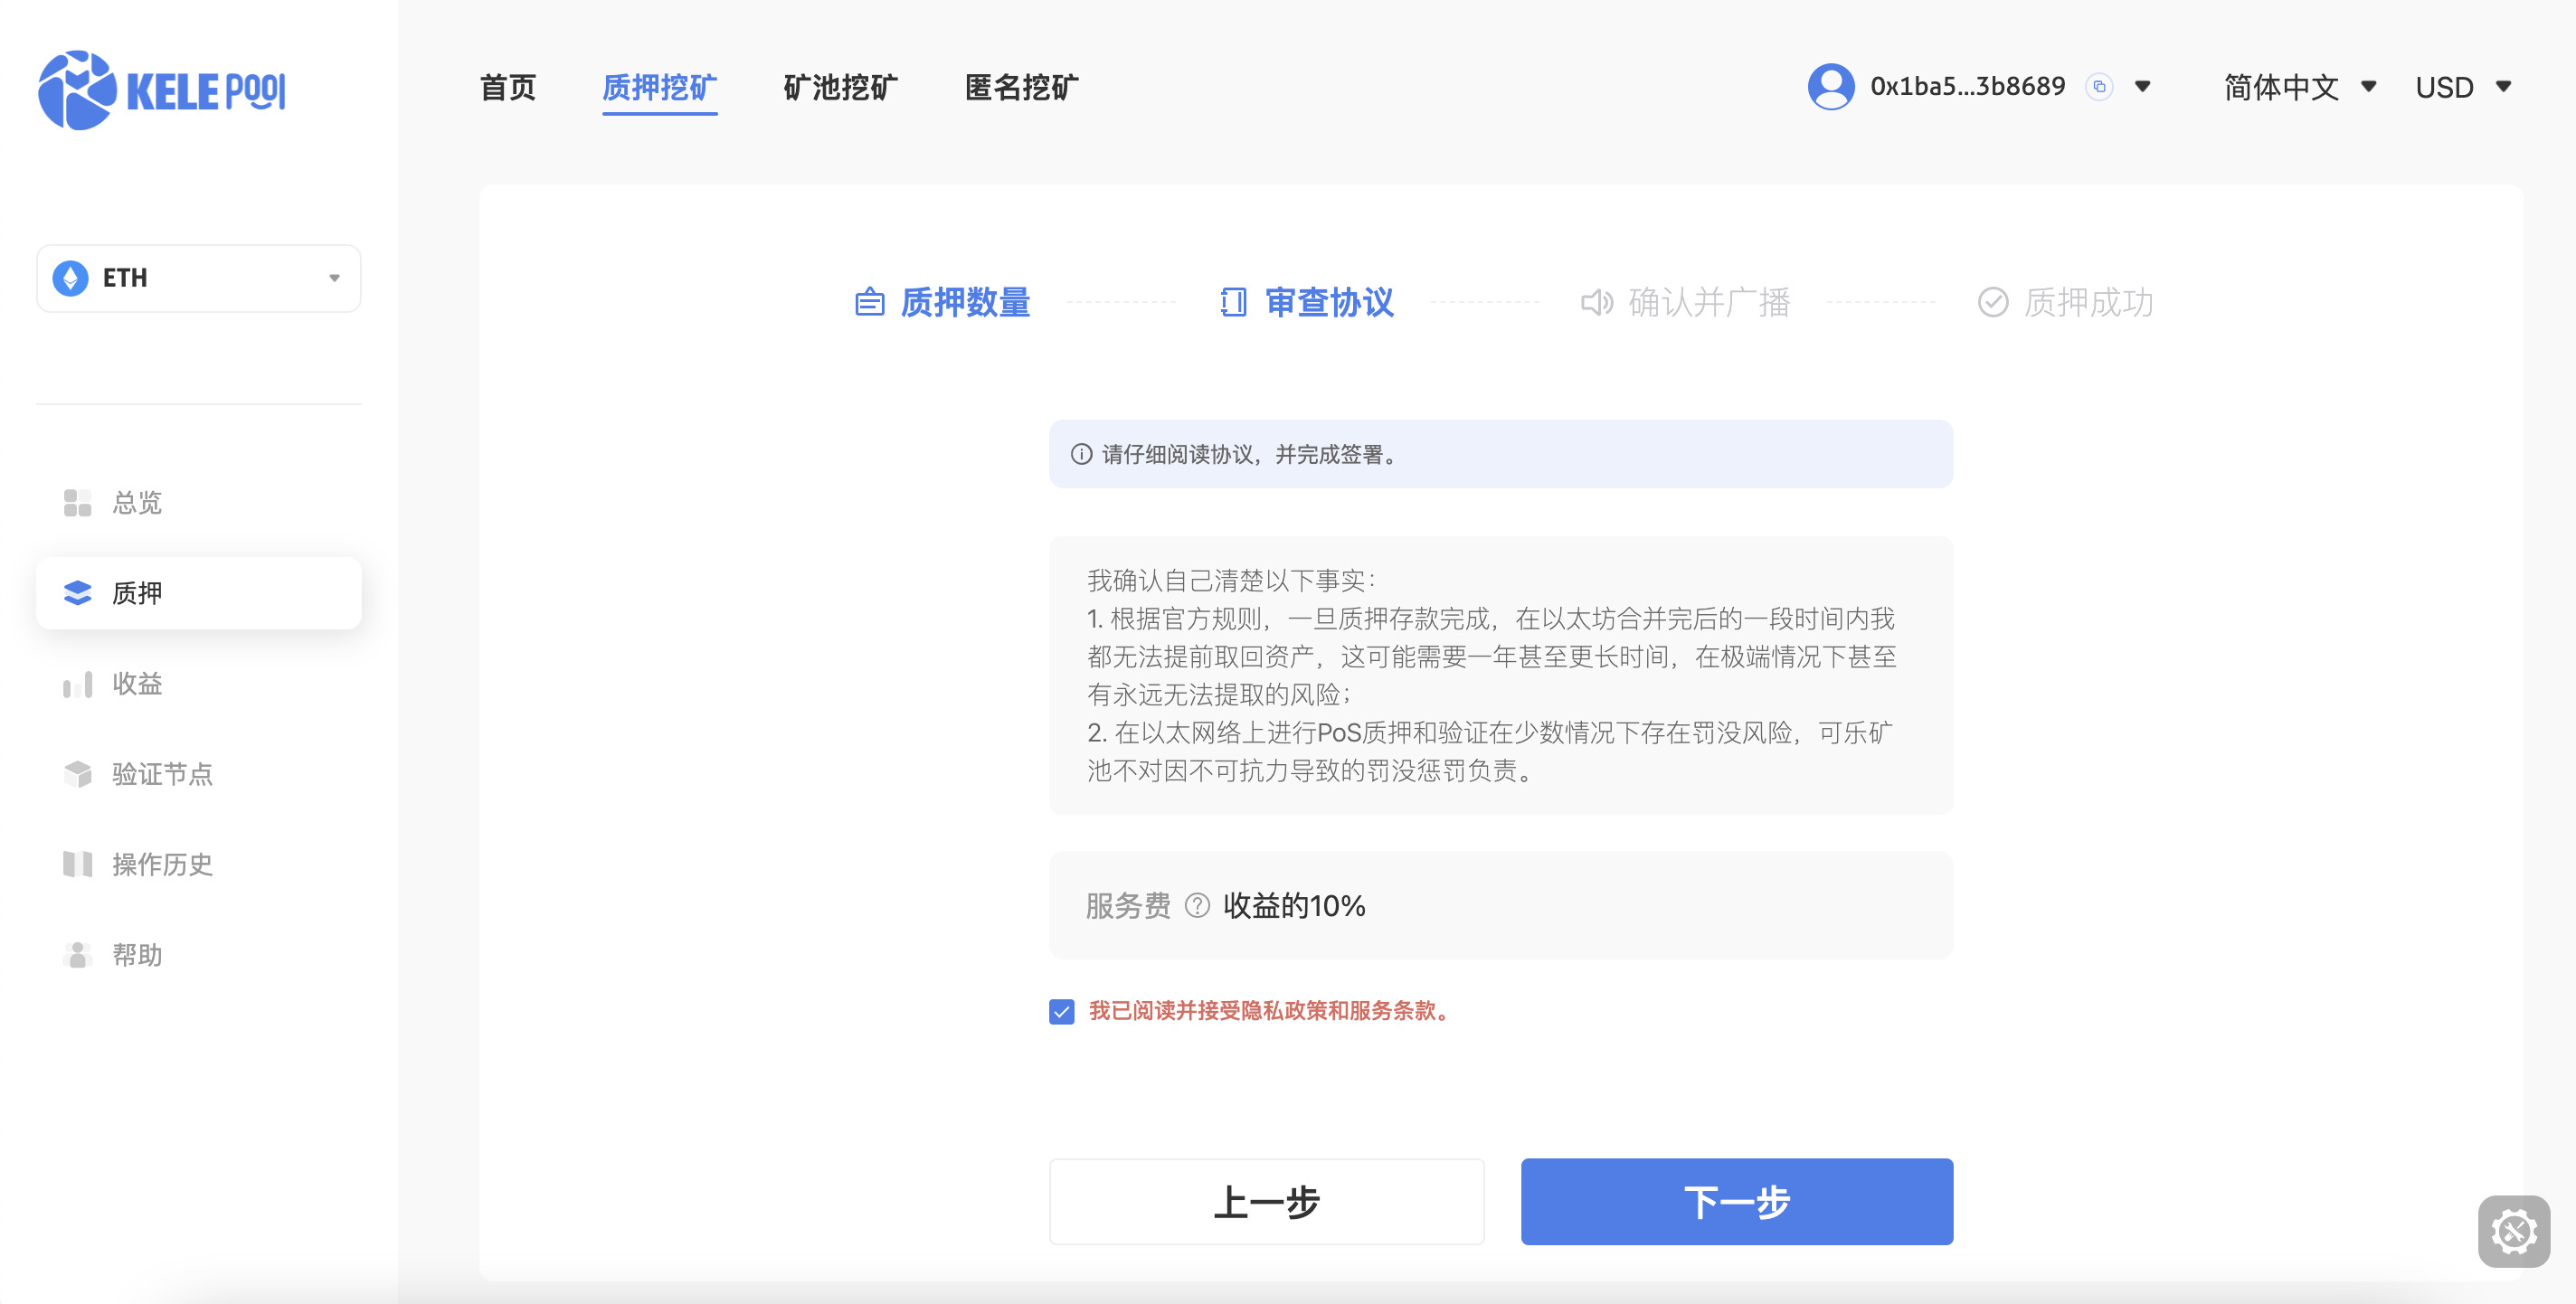 KELE POOL
首页 质押挖矿 矿池挖矿 匿名挖矿 0x1ba5...3b8689 简体中文 USD
ETH
总览
质押
收益
验证节点
操作历史
帮助
质押数量 审查协议 确认并广播 质押成功
请仔细阅读协议，并完成签署。
我确认自己清楚以下事实：
1. 根据官方规则，一旦质押存款完成，在以太坊合并完后的一段时间内我
都无法提前取回资产，这可能需要一年甚至更长时间，在极端情况下甚至
有永远无法提取的风险；
2. 在以太网络上进行PoS质押和验证在少数情况下存在罚没风险，可乐矿
池不对因不可抗力导致的罚没惩罚负责。
服务费 收益的10%
我已阅读并接受隐私政策和服务条款。
上一步 下一步